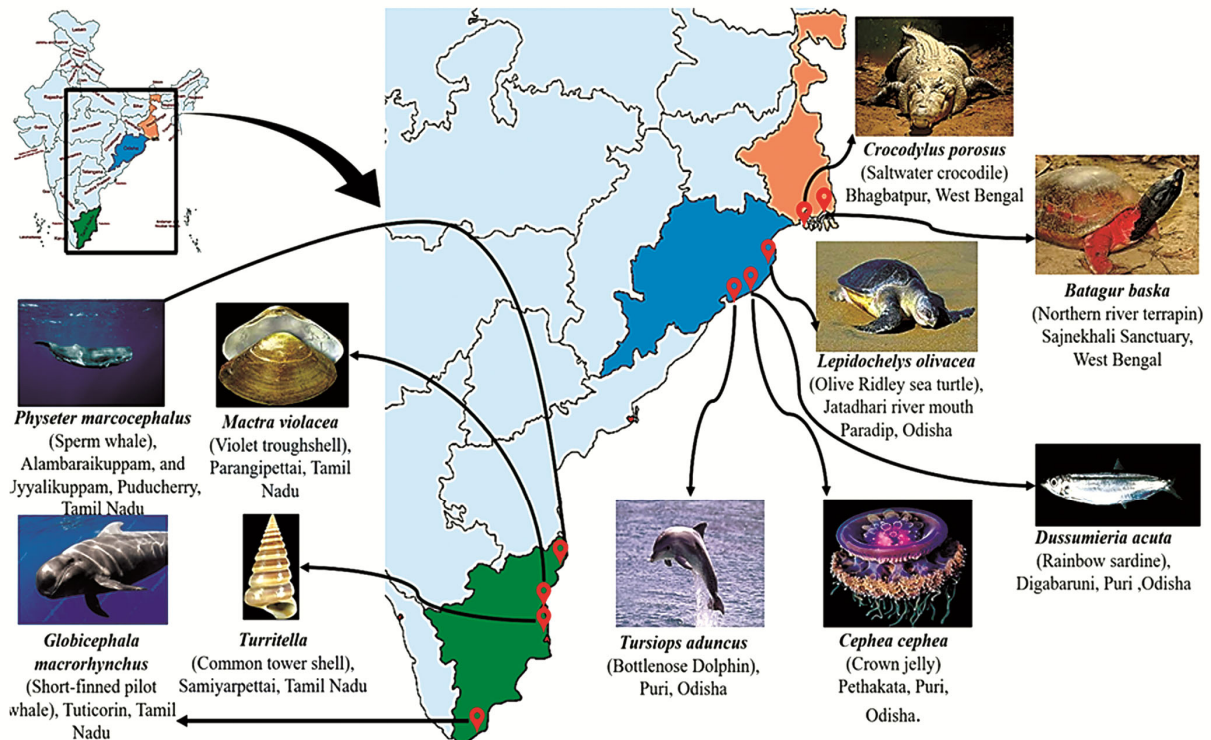 Odisha
Telangana
Crocodylus porosus
(Saltwater crocodile)
Bhagbatpur, West Bengal
Batagur baska
(Northern river terrapin)
Sajnekhali Sanctuary,
West Bengal
Lepidochelys olivacea
(Olive Ridley sea turtle),
Jatadhari river mouth
Paradip, Odisha
Physeter marcocephalus
(Sperm whale),
Alambaraikuppam, and
Jyyalikuppam, Puducherry,
Tamil Nadu
Mactra violacea
(Violet troughshell),
Parangipettai, Tamil
Nadu
Dussumieria acuta
(Rainbow sardine),
Digabaruni, Puri ,Odisha
Globicephala
macrorhynchus
(Short-finned pilot
whale), Tuticorin, Tamil
Nadu
Turritella
(Common tower shell),
Samiyarpettai, Tamil Nadu
Tursiops aduncus
(Bottlenose Dolphin),
Puri, Odisha
Cephea cephea
(Crown jelly)
Pethakata, Puri,
Odisha.